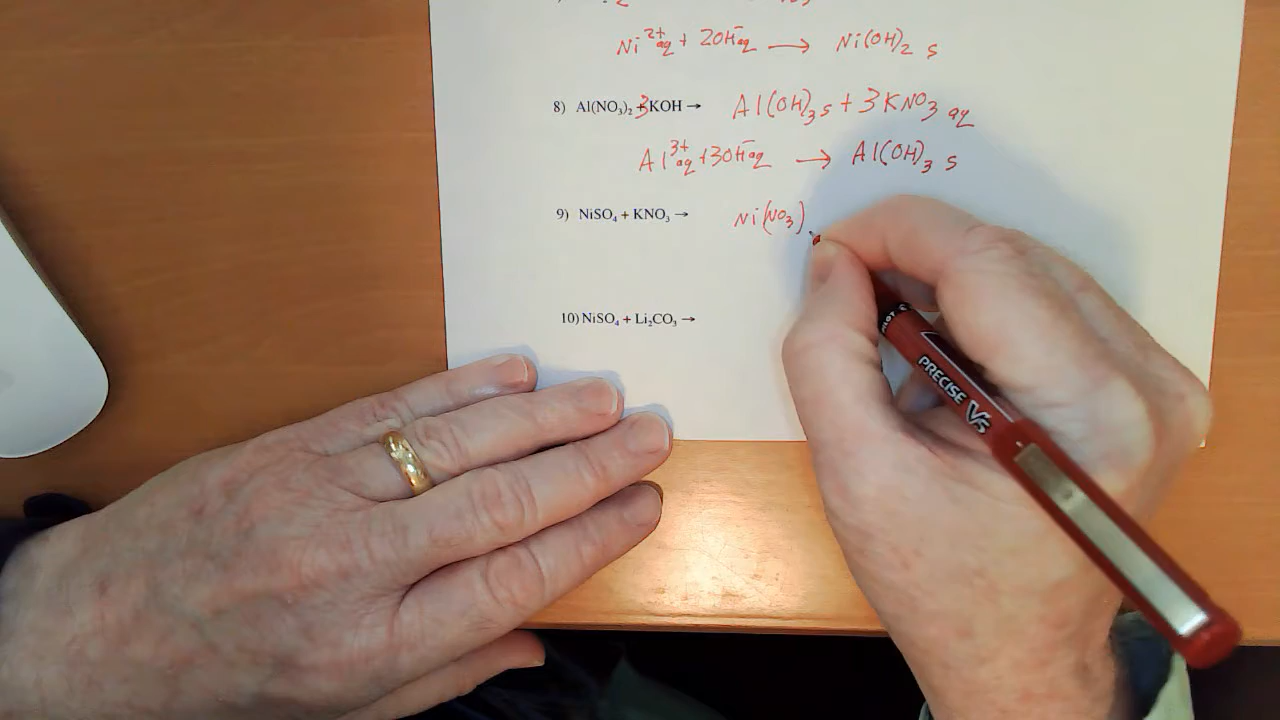 Ni²⁺aq + 2OH⁻aq → Ni(OH)₂ s
8) Al(NO₃)₂ + 3KOH → Al(OH)₃ s + 3KNO₃ aq
Al³⁺aq + 3OH⁻aq → Al(OH)₃ s
9) NiSO₄ + KNO₃ → Ni(NO₃)
10) NiSO₄ + Li₂CO₃ →
PRECISE V5